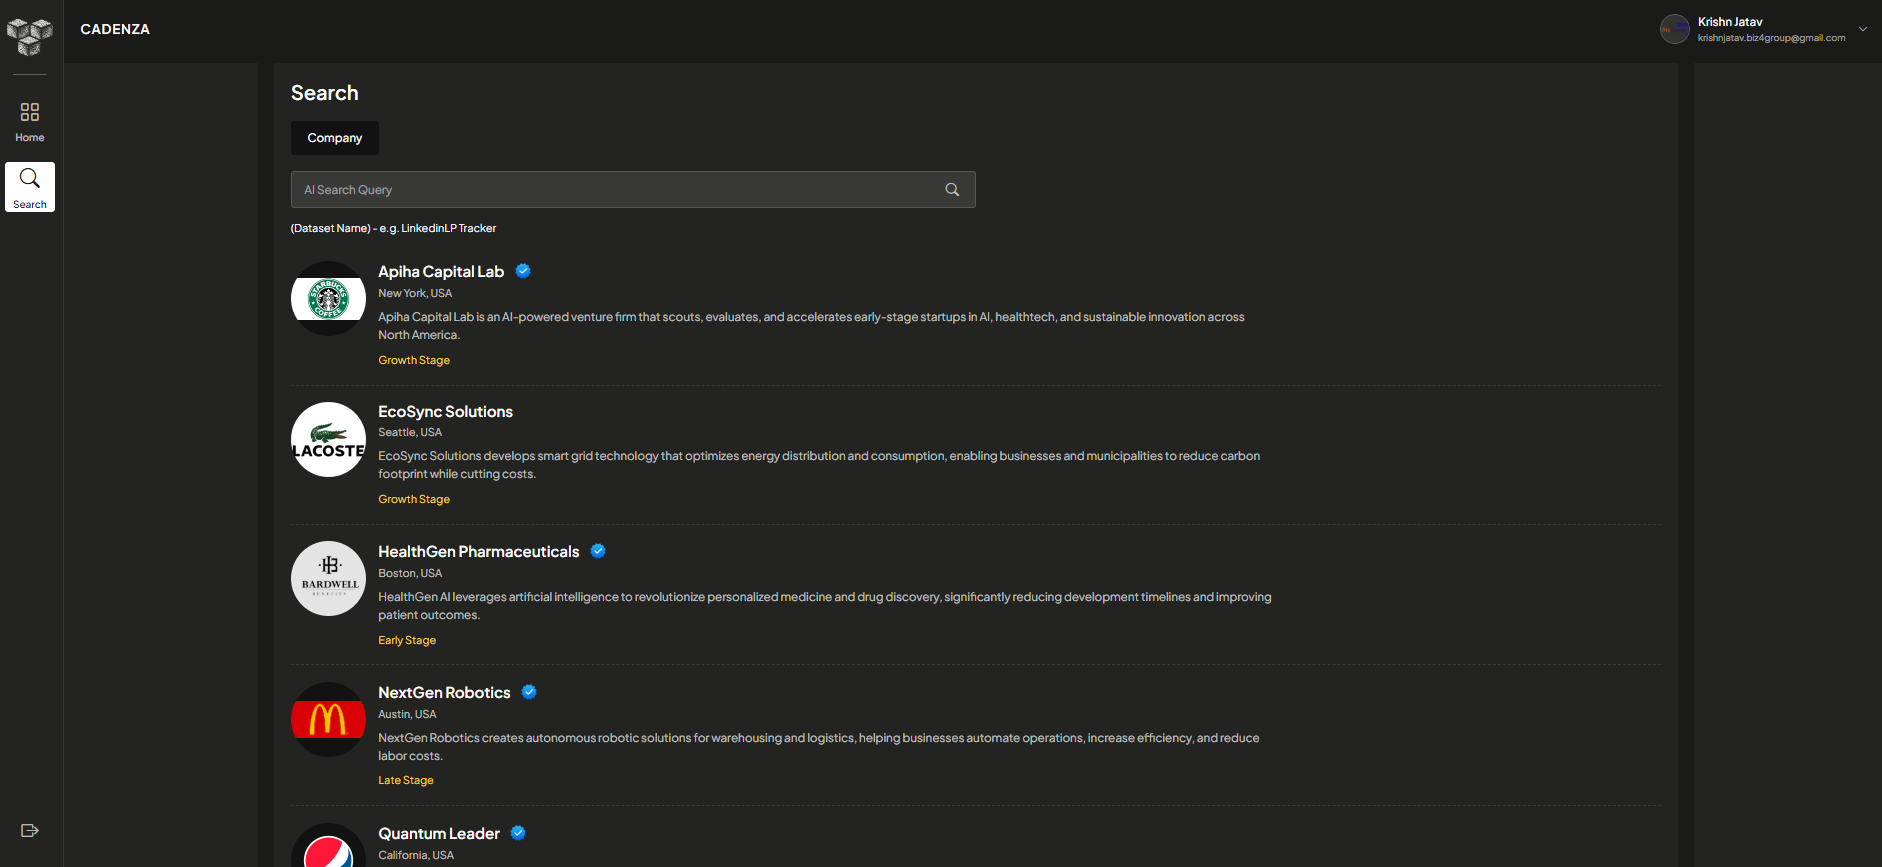 CADENZA
Krishn Jatav
krishnjatav.biz4group@gmail.com
Home
Search
Search
Company
AI Search Query
(Dataset Name) - e.g. LinkedinLP Tracker
STARBUCKS
COFFEE
Apiha Capital Lab
New York, USA
Apiha Capital Lab is an AI-powered venture firm that scouts, evaluates, and accelerates early-stage startups in AI, healthtech, and sustainable innovation across
North America.
Growth Stage
LACOSTE
EcoSync Solutions
Seattle, USA
EcoSync Solutions develops smart grid technology that optimizes energy distribution and consumption, enabling businesses and municipalities to reduce carbon
footprint while cutting costs.
Growth Stage
BARDWELL
HealthGen Pharmaceuticals
Boston, USA
HealthGen AI leverages artificial intelligence to revolutionize personalized medicine and drug discovery, significantly reducing development timelines and improving
patient outcomes.
Early Stage
NextGen Robotics
Austin, USA
NextGen Robotics creates autonomous robotic solutions for warehousing and logistics, helping businesses automate operations, increase efficiency, and reduce
labor costs.
Late Stage
Quantum Leader
California, USA